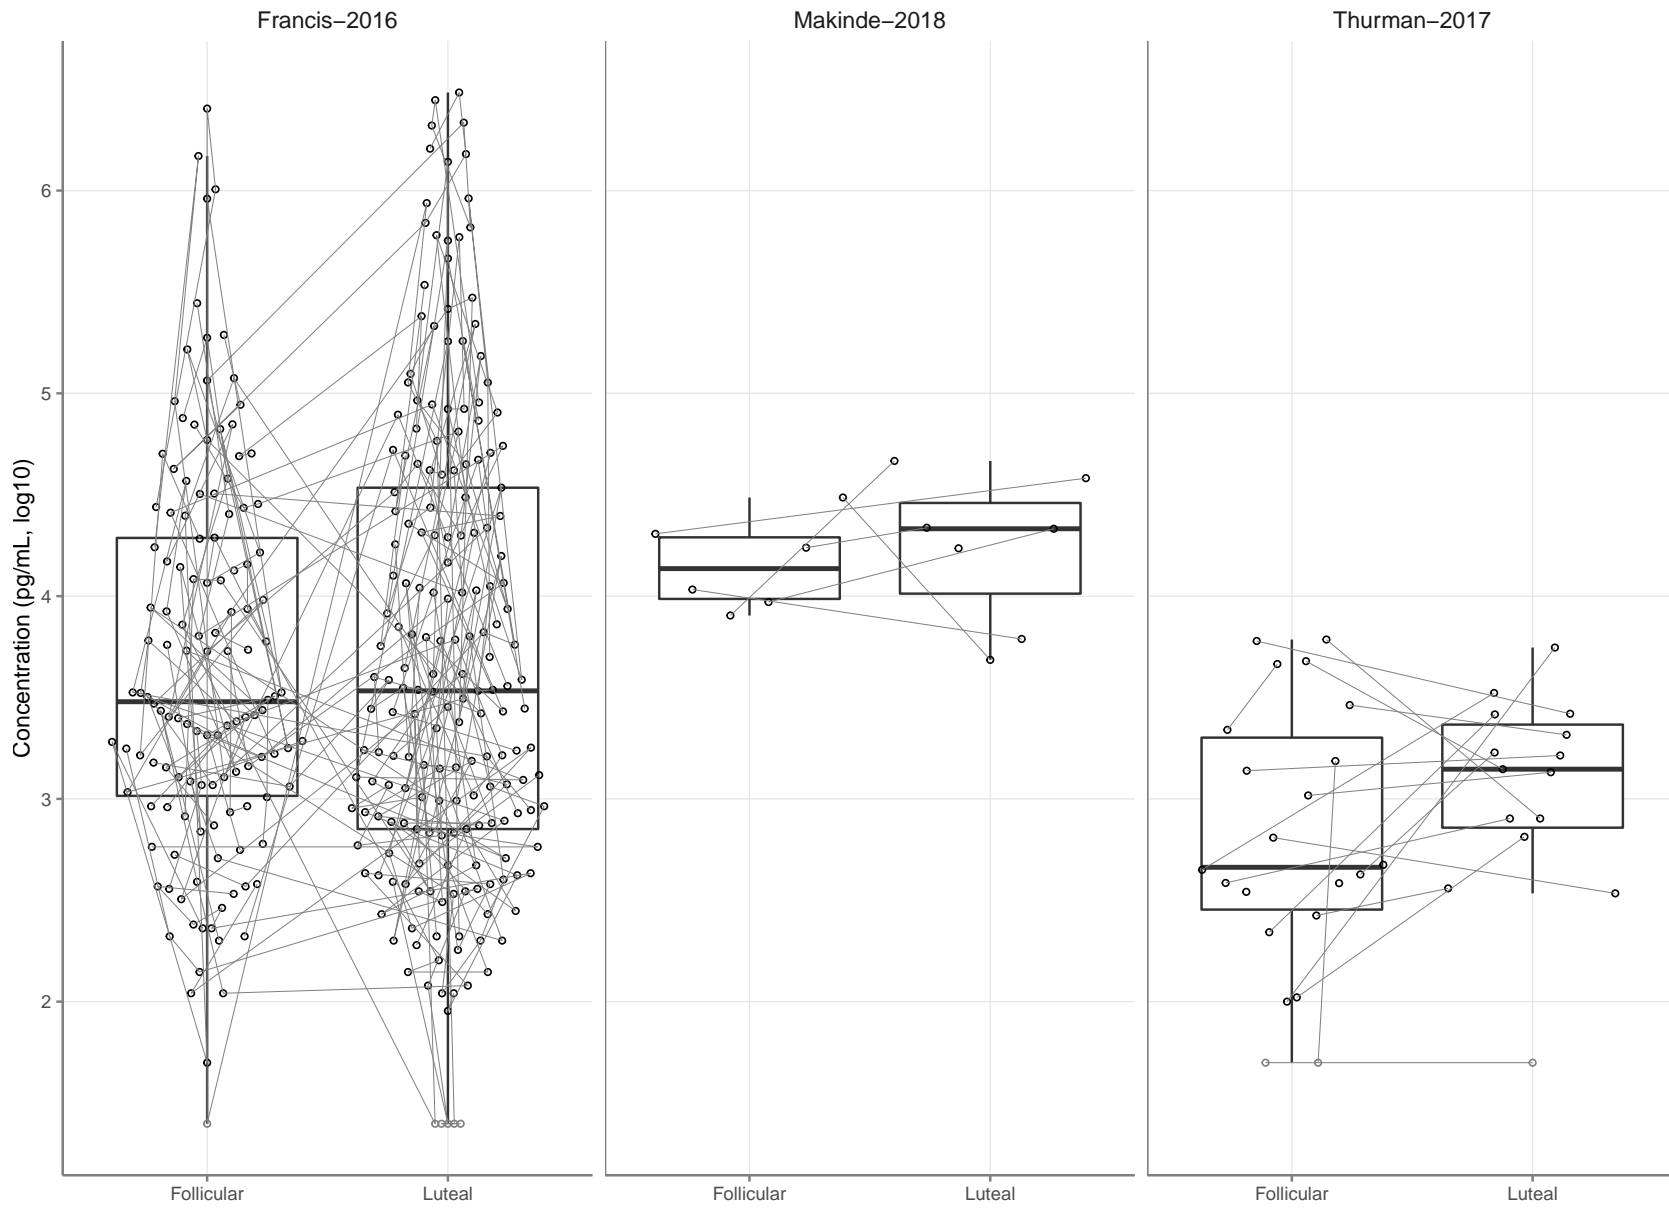 Francis−2016
Makinde−2018
Thurman−2017
Concentration (pg/mL, log10)
6
5
4
3
2
Follicular
Luteal
Follicular
Luteal
Follicular
Luteal